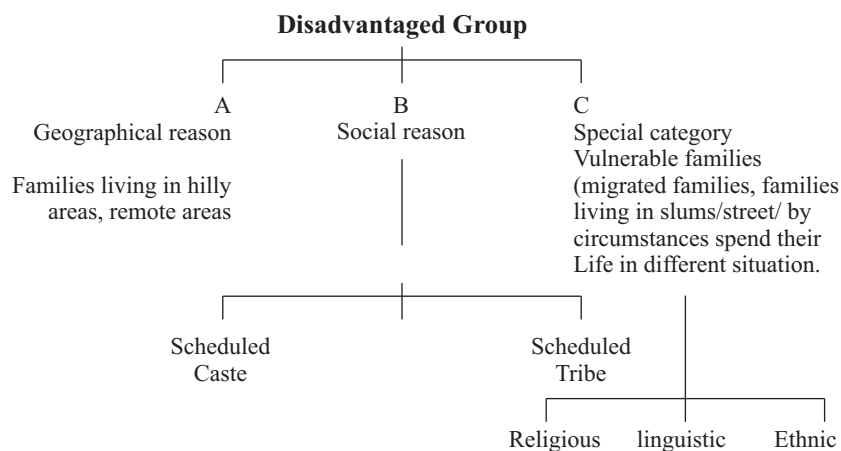 Disadvantaged Group
A
Geographical reason
Families living in hilly
areas, remote areas
B
Social reason
C
Special category
Vulnerable families
(migrated families, families
living in slums/street/ by
circumstances spend their
Life in different situation.
Scheduled
Caste
Scheduled
Tribe
Religious
linguistic
Ethnic